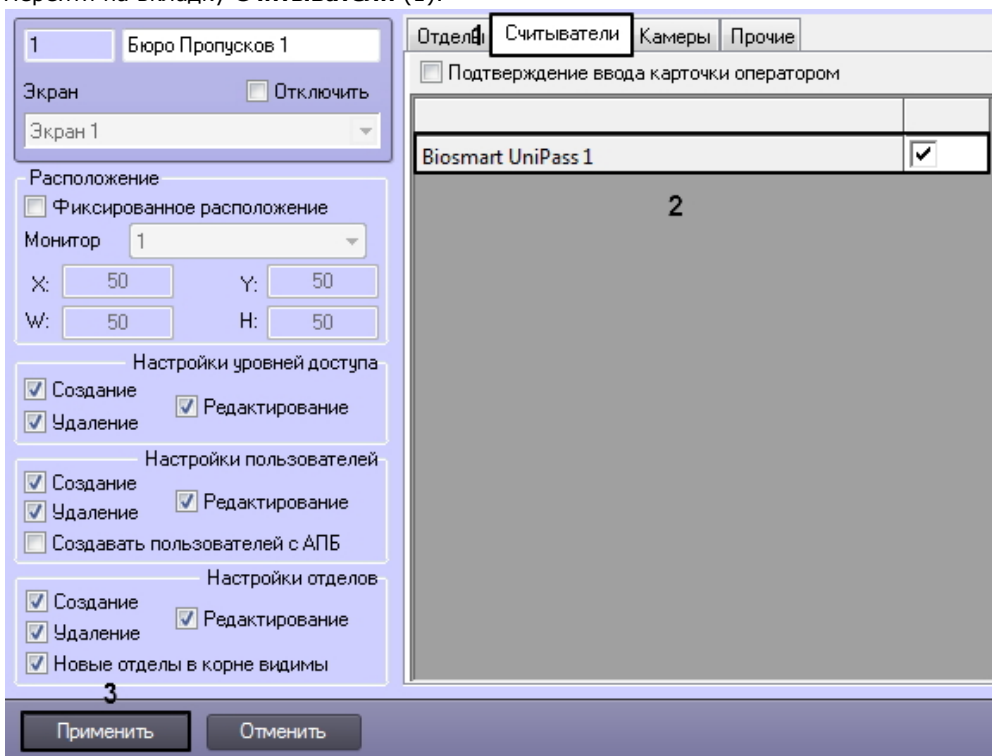 1 Бюро Пропусков 1
Экран Отключить
Экран 1
Расположение
Фиксированное расположение
Монитор 1
X: 50 Y: 50
W: 50 H: 50
Настройки уровней доступа
Создание
Редактирование
Удаление
Настройки пользователей
Создание
Редактирование
Удаление
Создавать пользователей с АПБ
Настройки отделов
Создание
Редактирование
Удаление
Новые отделы в корне видимы
3
Применить Отменить
Отделы 1 Считыватели Камеры Прочие
Подтверждение ввода карточки оператором
Biosmart UniPass 1
2